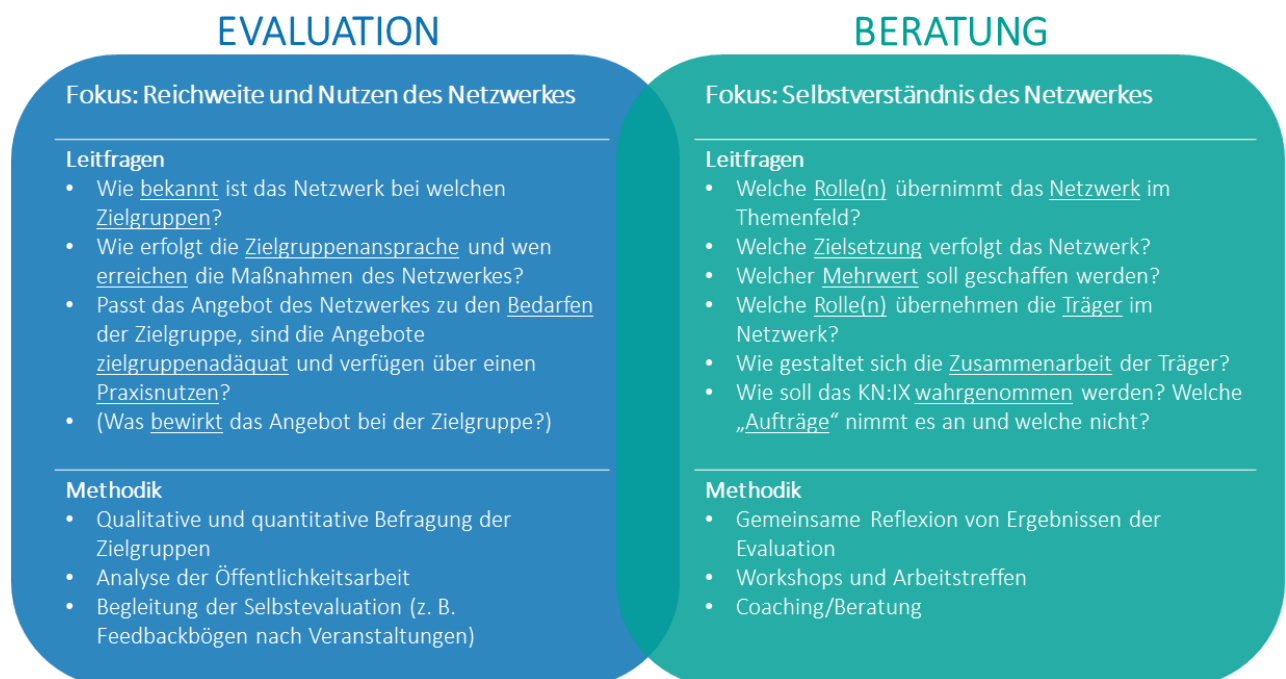 EVALUATION
Fokus: Reichweite und Nutzen des Netzwerkes
Leitfragen
• Wie bekannt ist das Netzwerk bei welchen
Zielgruppen?
• Wie erfolgt die Zielgruppenansprache und wen
erreichen die Maßnahmen des Netzwerkes?
• Passt das Angebot des Netzwerkes zu den Bedarfen
der Zielgruppe, sind die Angebote
zielgruppenadäquat und verfügen über einen
Praxisnutzen?
• (Was bewirkt das Angebot bei der Zielgruppe?)
Methodik
• Qualitative und quantitative Befragung der
Zielgruppen
• Analyse der Öffentlichkeitsarbeit
• Begleitung der Selbstevaluation (z. B.
Feedbackbögen nach Veranstaltungen)
BERATUNG
Fokus: Selbstverständnis des Netzwerkes
Leitfragen
• Welche Rolle(n) übernimmt das Netzwerk im
Themenfeld?
• Welche Zielsetzung verfolgt das Netzwerk?
• Welcher Mehrwert soll geschaffen werden?
• Welche Rolle(n) übernehmen die Träger im
Netzwerk?
• Wie gestaltet sich die Zusammenarbeit der Träger?
• Wie soll das KN:IX wahrgenommen werden? Welche
„Aufträge“ nimmt es an und welche nicht?
Methodik
• Gemeinsame Reflexion von Ergebnissen der
Evaluation
• Workshops und Arbeitstreffen
• Coaching/Beratung